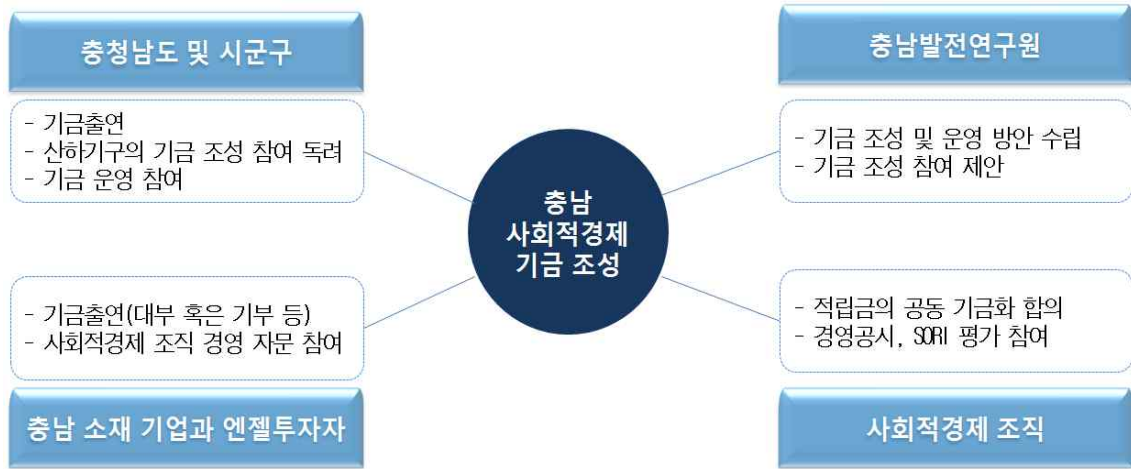 충청남도 및 시군구
- 기금출연
- 산하기구의 기금 조성 참여 독려
- 기금 운영 참여
충남발전연구원
- 기금 조성 및 운영 방안 수립
- 기금 조성 참여 제안
충남
사회적경제
기금 조성
- 기금출연(대부 혹은 기부 등)
- 사회적경제 조직 경영 자문 참여
충남 소재 기업과 엔젤투자자
- 적립금의 공동 기금화 합의
- 경영공시, SORI 평가 참여
사회적경제 조직